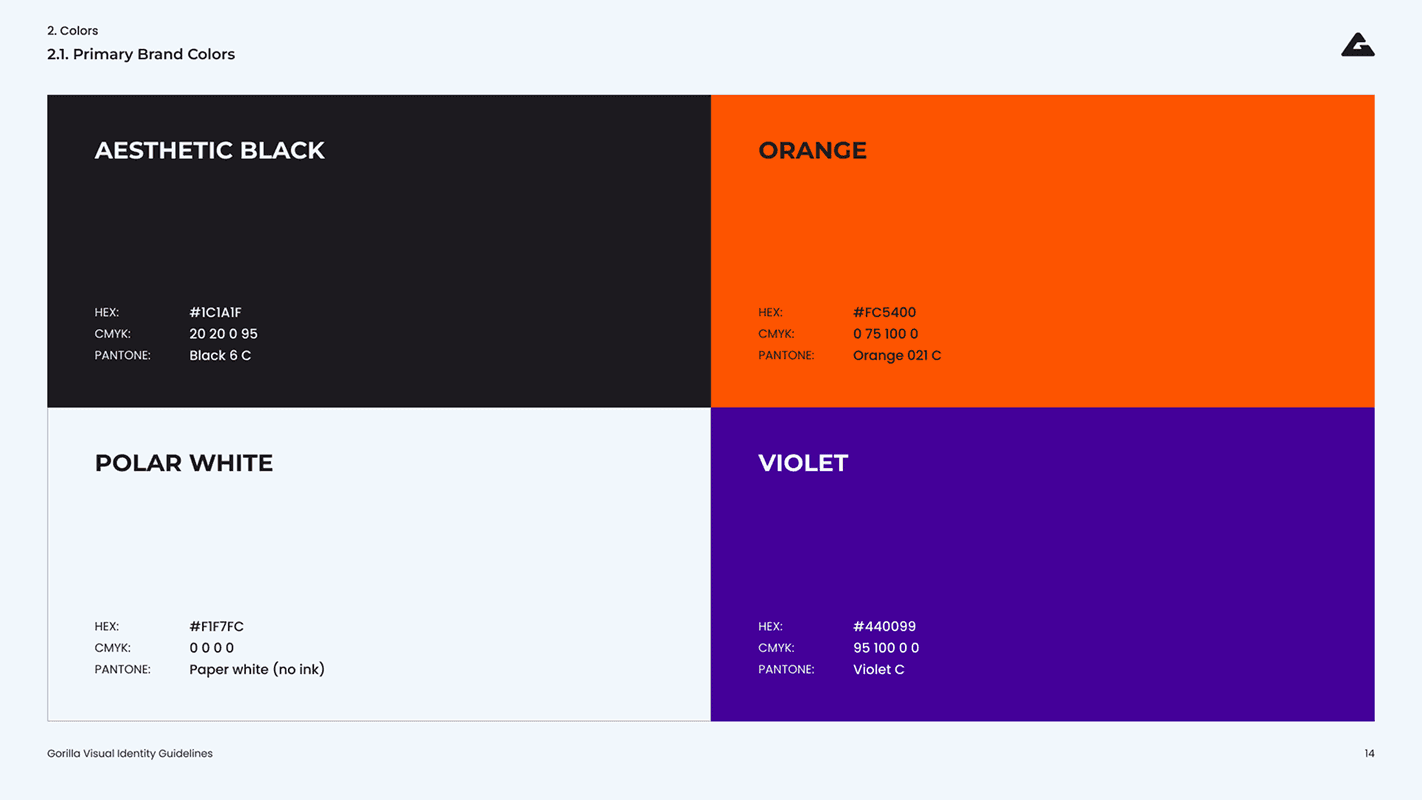 2. Colors
2.1. Primary Brand Colors
AESTHETIC BLACK
HEX: #1C1A1F
CMYK: 20 20 0 95
PANTONE: Black 6 C
ORANGE
HEX: #FC5400
CMYK: 0 75 100 0
PANTONE: Orange 021 C
POLAR WHITE
HEX: #F1F7FC
CMYK: 0 0 0 0
PANTONE: Paper white (no ink)
VIOLET
HEX: #440099
CMYK: 95 100 0 0
PANTONE: Violet C
Gorilla Visual Identity Guidelines
14